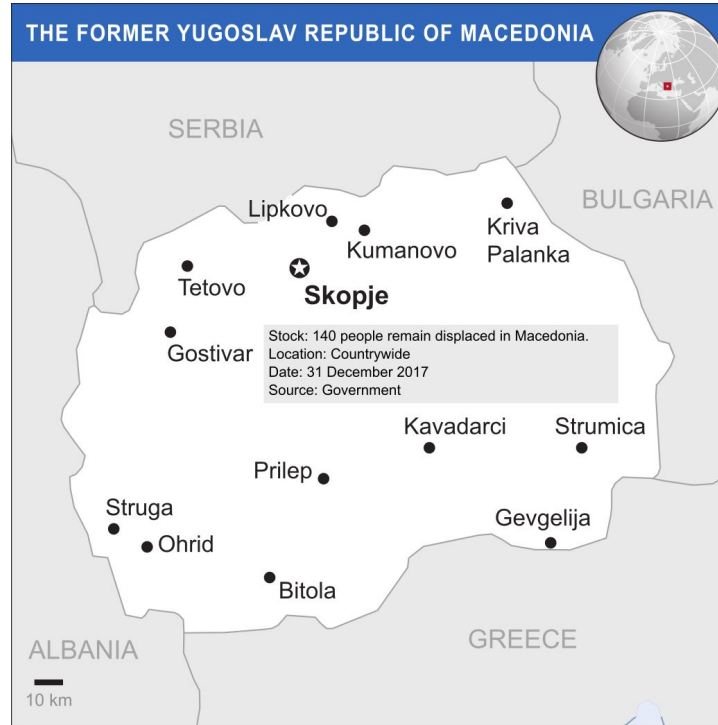 THE FORMER YUGOSLAV REPUBLIC OF MACEDONIA
SERBIA
BULGARIA
Lipkovo
Kumanovo
Kriva
Palanka
Tetovo
Skopje
Gostivar
Stock: 140 people remain displaced in Macedonia.
Location: Countrywide
Date: 31 December 2017
Source: Government
Kavadarci
Strumica
Prilep
Struga
Ohrid
Gevgelija
Bitola
ALBANIA
GREECE
10 km